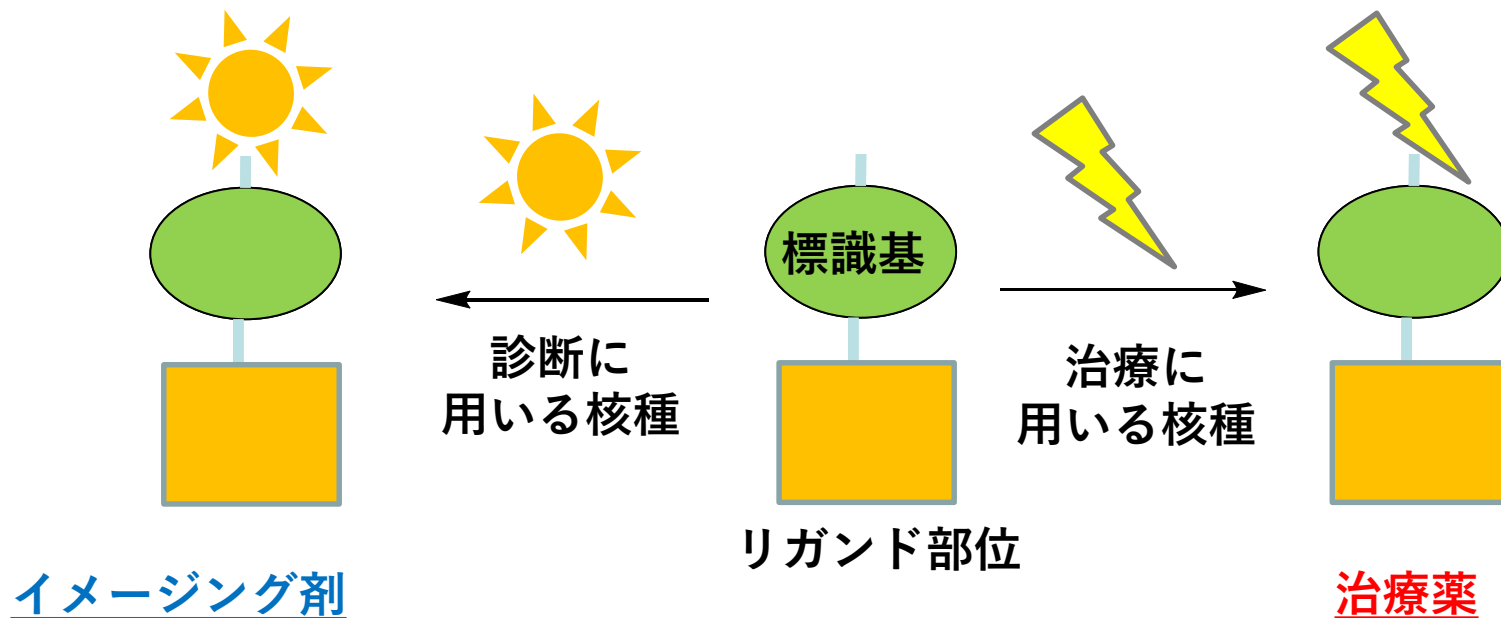 標識基
診断に
用いる核種
治療に
用いる核種
リガンド部位
イメージング剤
治療薬